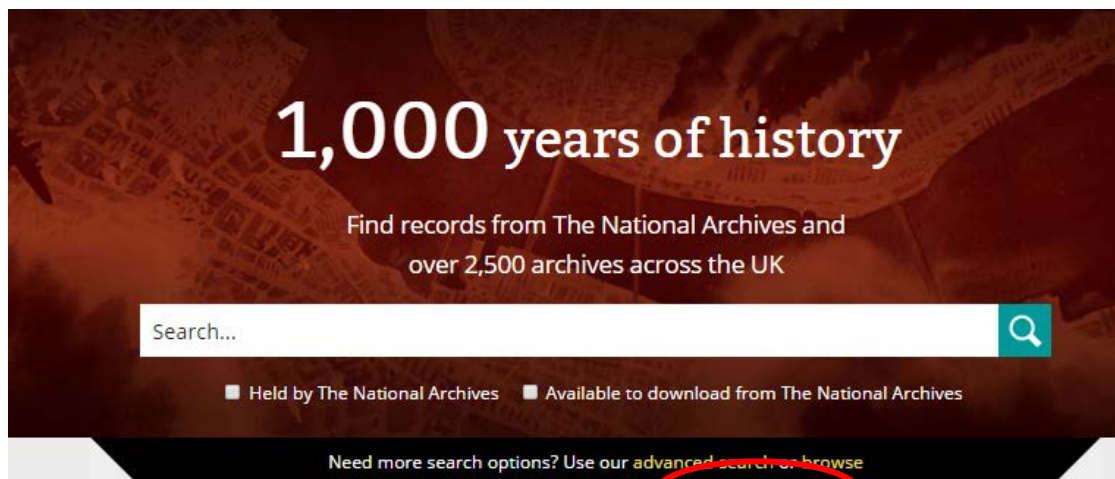 1,000 years of history
Find records from The National Archives and
over 2,500 archives across the UK
Search...
Held by The National Archives Available to download from The National Archives
Need more search options? Use our advanced search or browse